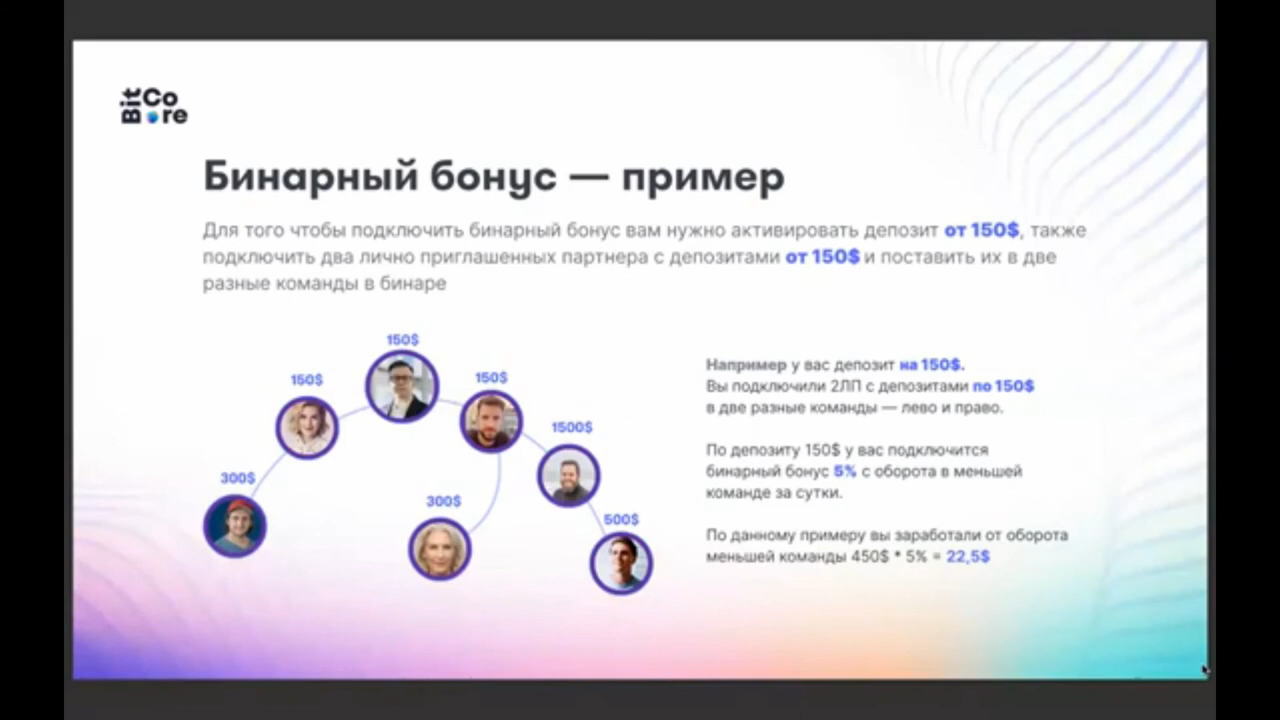 BitCore
Бинарный бонус — пример
Для того чтобы подключить бинарный бонус вам нужно активировать депозит от 150$, также
подключить два лично приглашенных партнера с депозитами от 150$ и поставить их в две
разные команды в бинаре
150$
150$
150$
1500$
300$
300$
500$
Например у вас депозит на 150$.
Вы подключили 2ЛП с депозитами по 150$
в две разные команды — лево и право.
По депозиту 150$ у вас подключится
бинарный бонус 5% с оборота в меньшей
команде за сутки.
По данному примеру вы заработали от оборота
меньшей команды 450$ * 5% = 22,5$